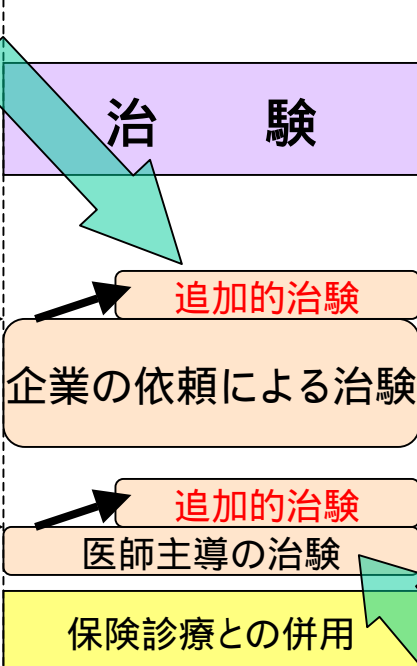 治 験
追加的治験
企業の依頼による治験
追加的治験
医師主導の治験
保険診療との併用